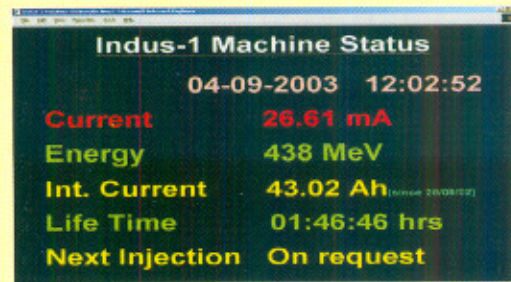 Indus-1 Machine Status
04-09-2003 12:02:52
Current 26.61 mA
Energy 438 MeV
Int. Current 43.02 Ah
Life Time 01:46:46 hrs
Next Injection On request